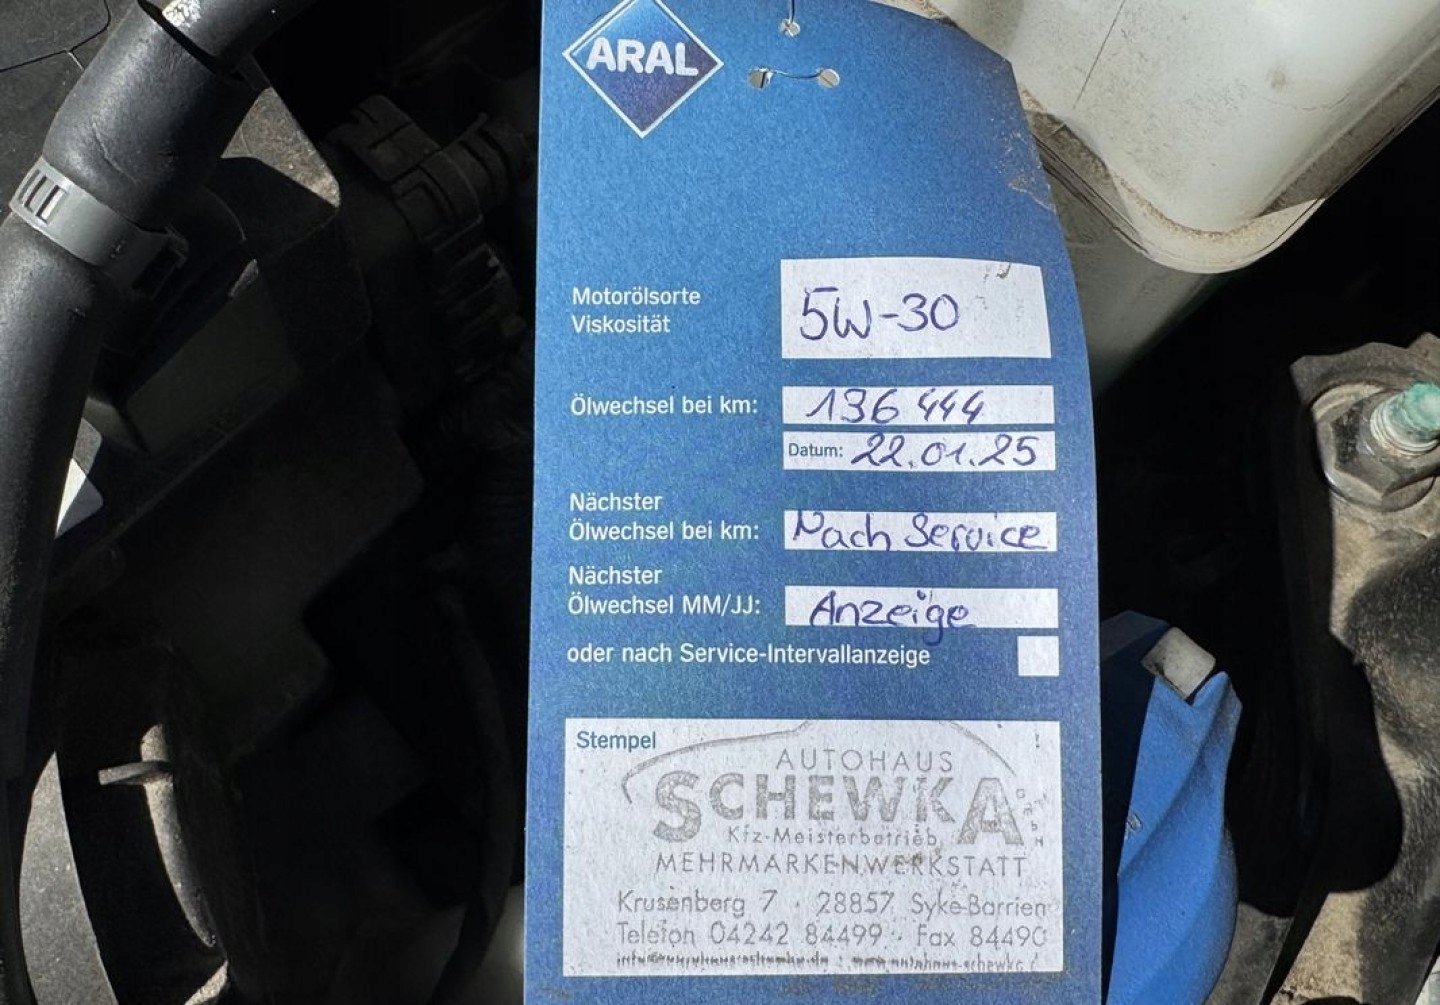 ARAL
Motorölsorte
Viskosität
5W-30
Ölwechsel bei km: 136 444
Datum: 22.01.25
Nächster
Ölwechsel bei km: Nach Service
Nächster
Ölwechsel MM/JJ: Anzeige
oder nach Service-Intervallanzeige
Stempel
AUTOHAUS
SCHEWKA GmbH
Kfz-Meisterbetrieb
MEHRMARKENWERKSTATT
Krusenberg 7 · 28857 Syke-Barrien
Telefon 04242 84499 · Fax 84490